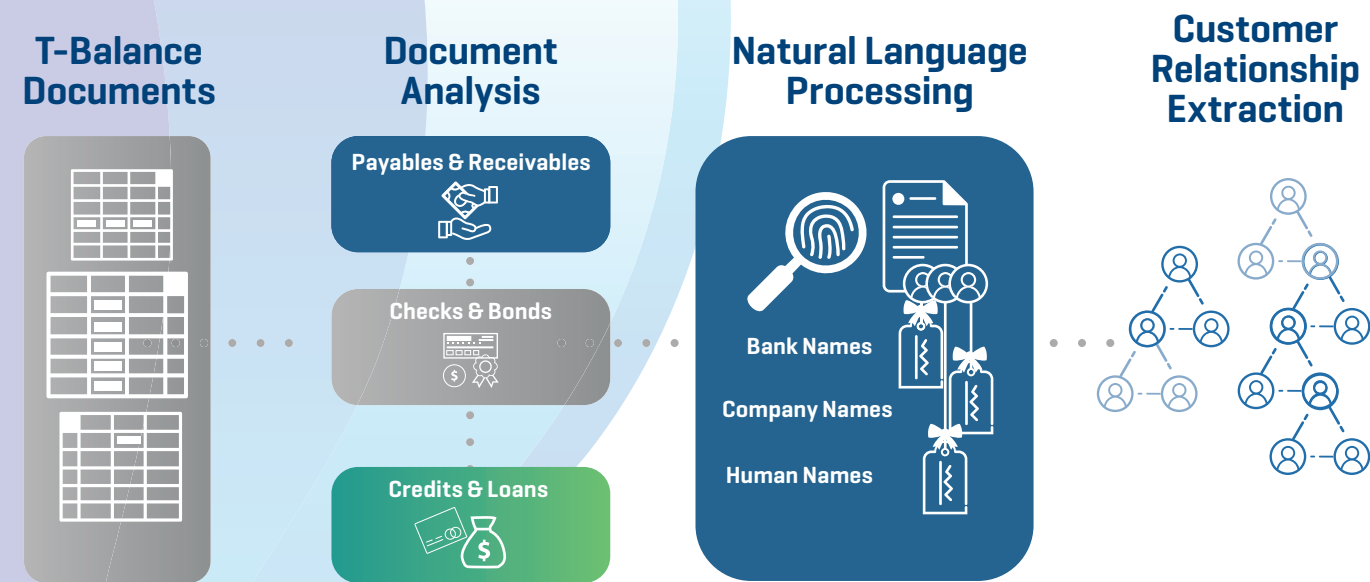 T-Balance
Documents
Document
Analysis
Natural Language
Processing
Customer
Relationship
Extraction
Payables & Receivables
Checks & Bonds
$
Credits & Loans
$
Bank Names
Company Names
Human Names